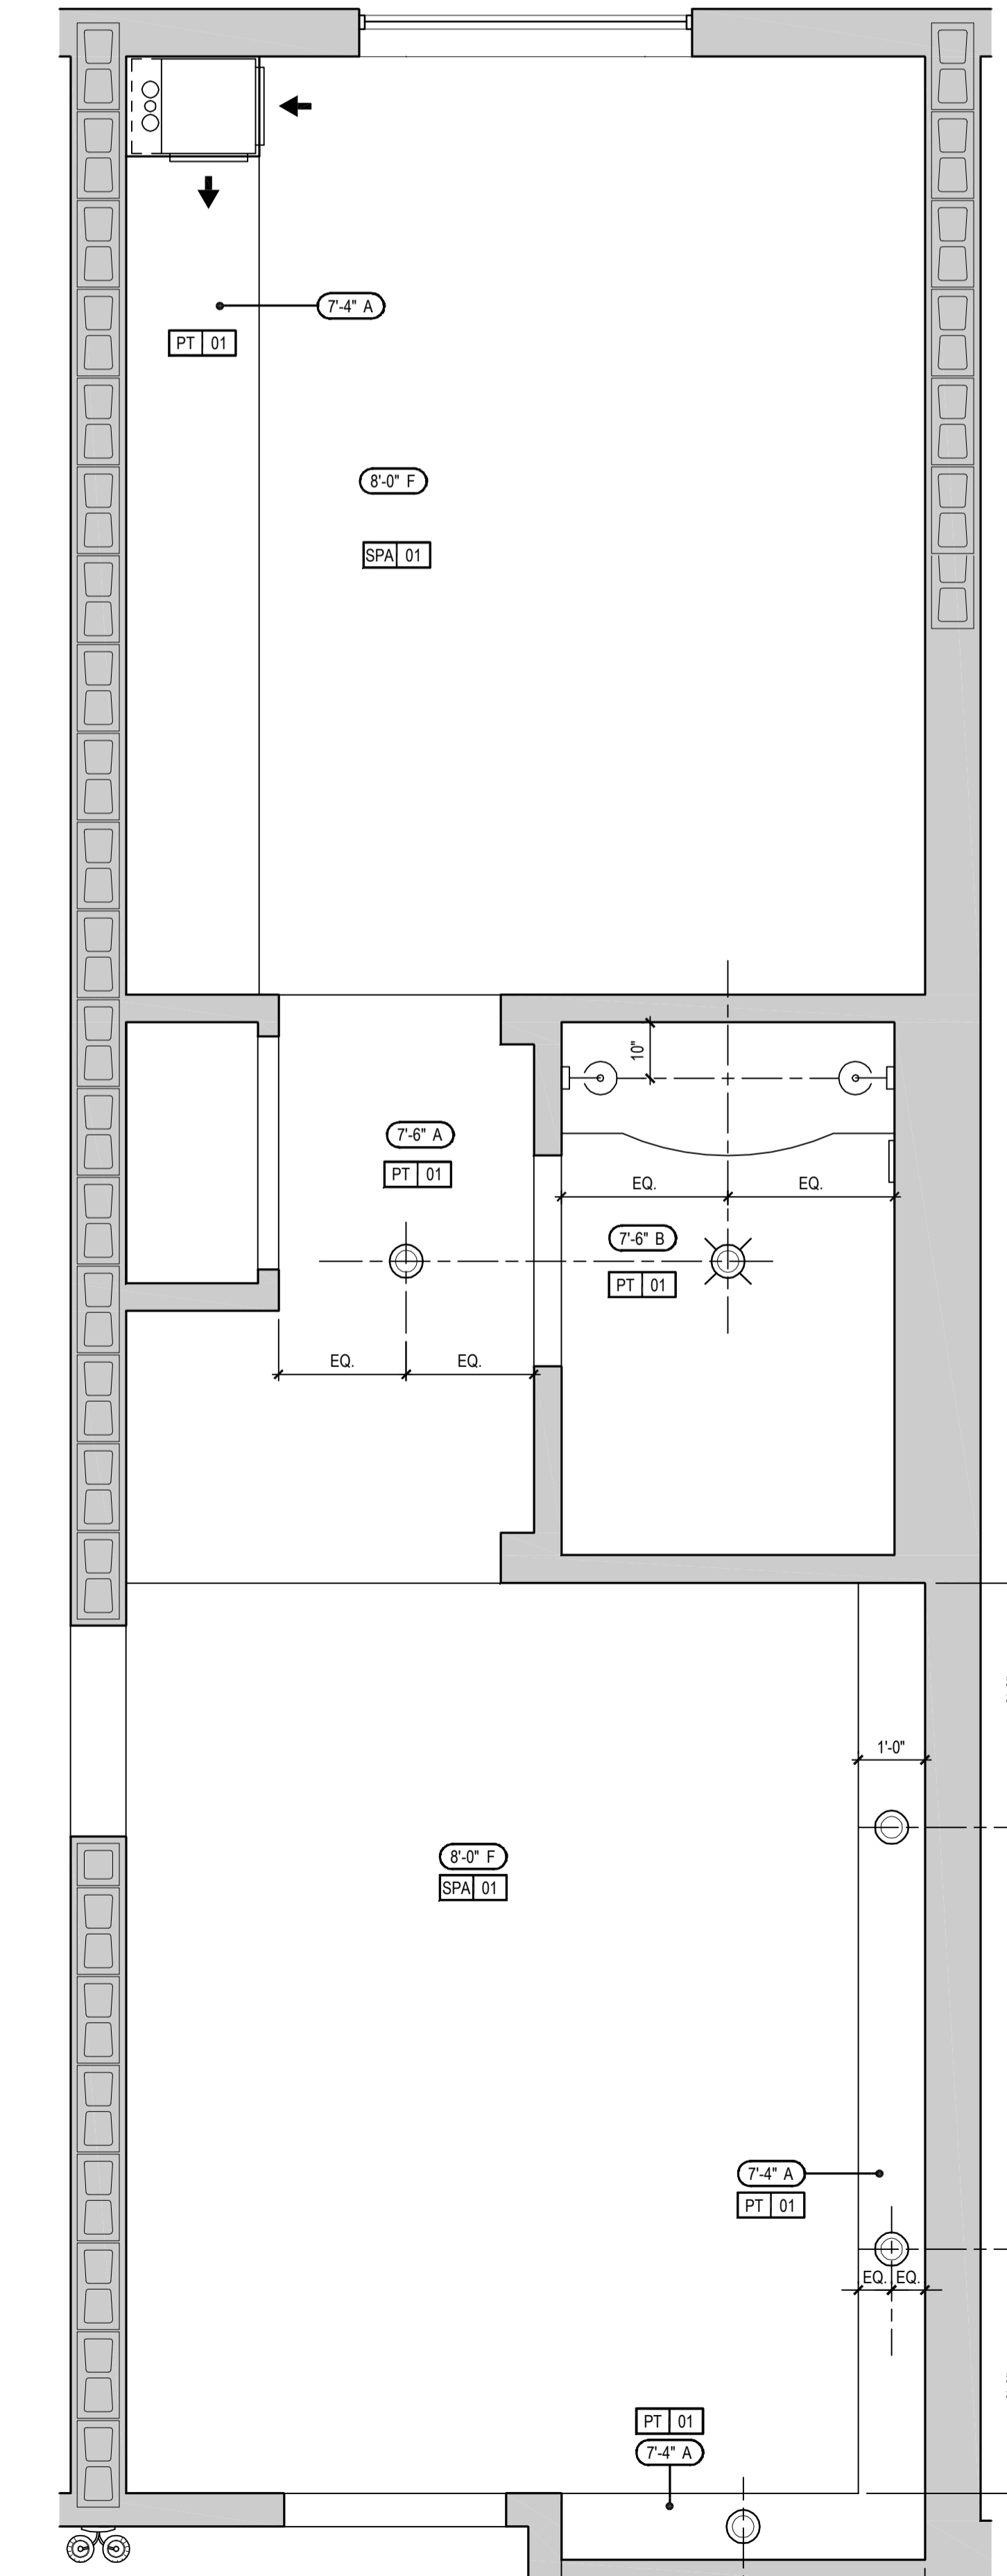 7'-4" A
PT 01
8'-0" F
SPA 01
10"
7'-6" A
PT 01
EQ. EQ.
7'-6" B
PT 01
EQ. EQ.
1'-0"
8'-0" F
SPA 01
7'-4" A
PT 01
EQ. EQ.
PT 01
7'-4" A